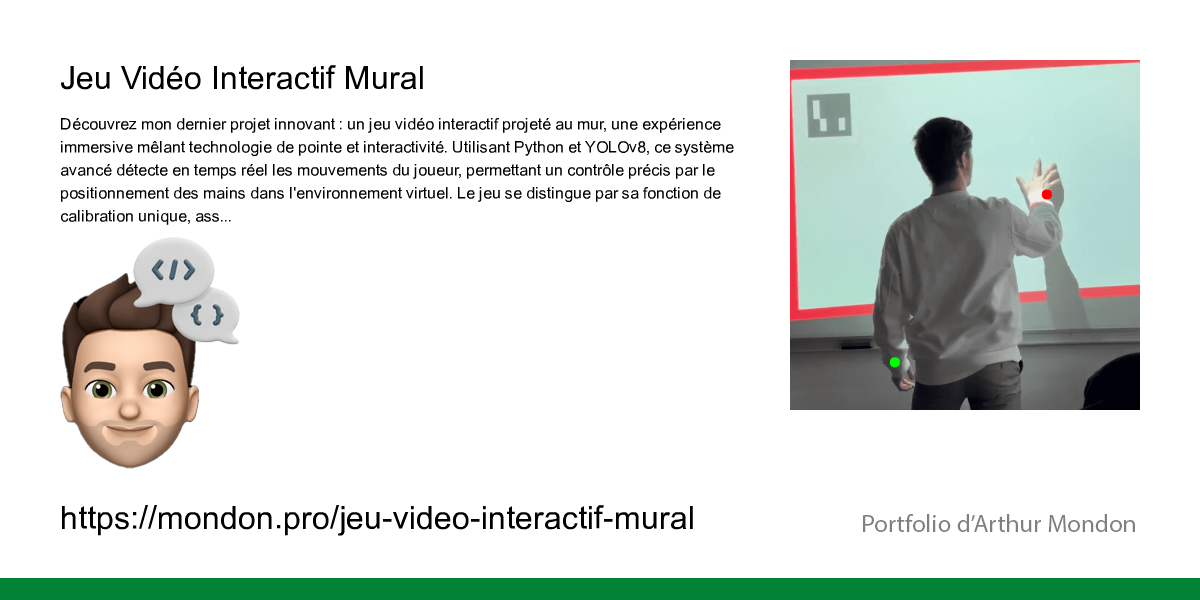 Jeu Vidéo Interactif Mural
Découvrez mon dernier projet innovant : un jeu vidéo interactif projeté au mur, une expérience
immersive mêlant technologie de pointe et interactivité. Utilisant Python et YOLOv8, ce système
avancé détecte en temps réel les mouvements du joueur, permettant un contrôle précis par le
positionnement des mains dans l'environnement virtuel. Le jeu se distingue par sa fonction de
calibration unique, ass...
</>
{ }
https://mondon.pro/jeu-video-interactif-mural
Portfolio d’Arthur Mondon